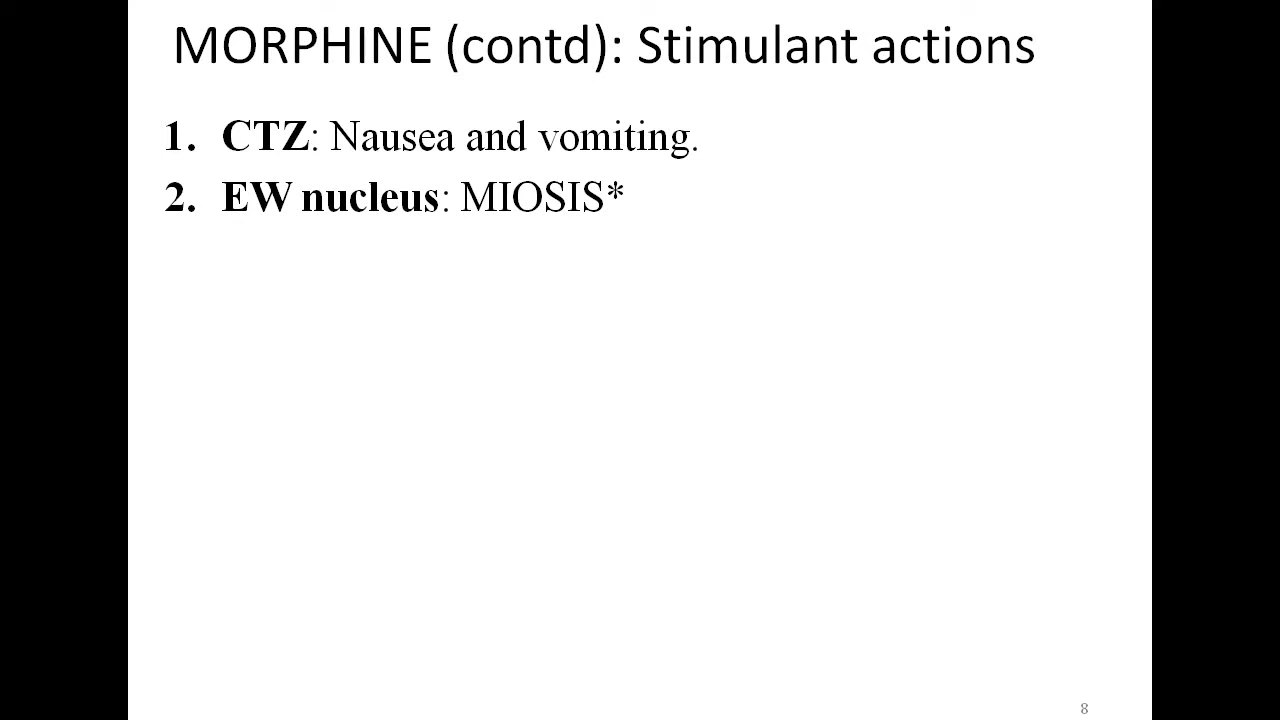 MORPHINE (contd): Stimulant actions
1. CTZ: Nausea and vomiting.
2. EW nucleus: MIOSIS*
8